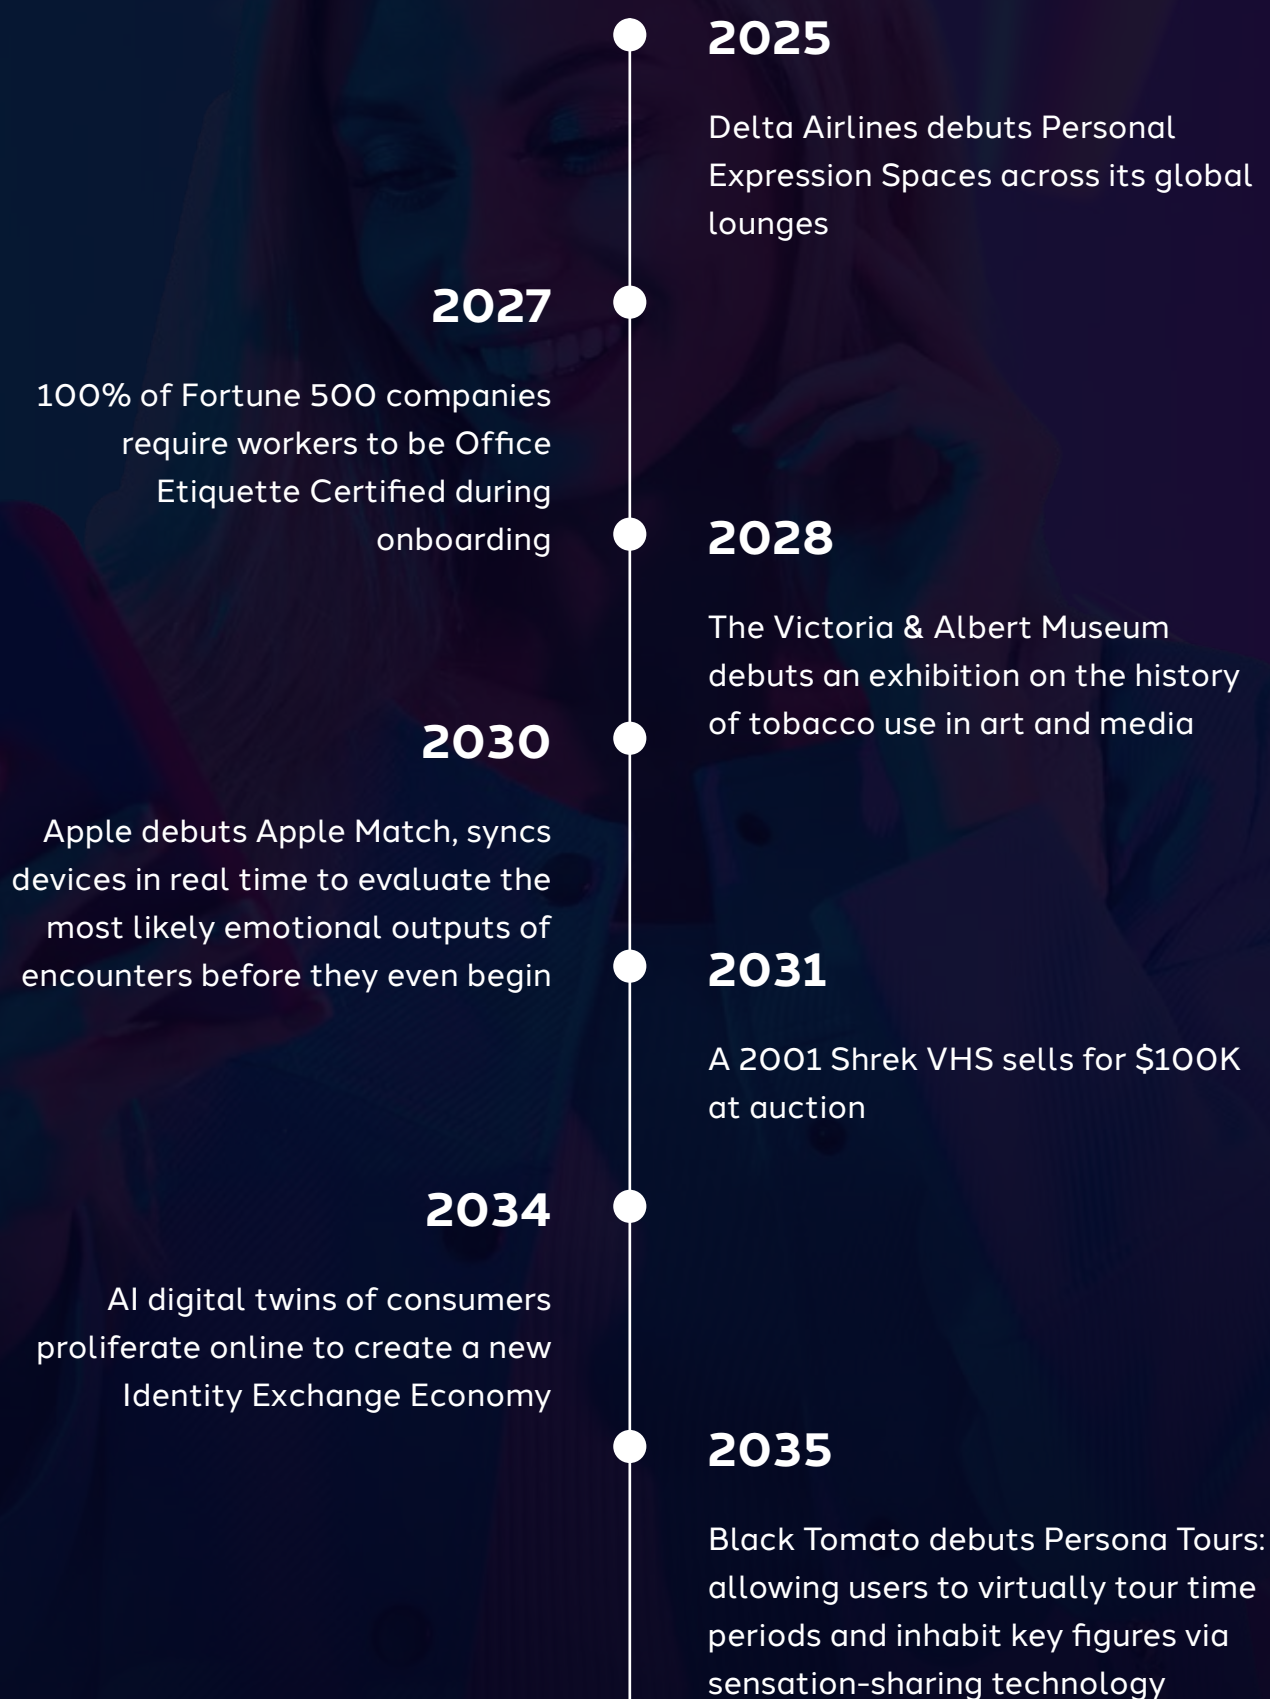 2025
Delta Airlines debuts Personal
Expression Spaces across its global
lounges
2027
100% of Fortune 500 companies
require workers to be Office
Etiquette Certified during
onboarding
2028
The Victoria & Albert Museum
debuts an exhibition on the history
of tobacco use in art and media
2030
Apple debuts Apple Match, syncs
devices in real time to evaluate the
most likely emotional outputs of
encounters before they even begin
2031
A 2001 Shrek VHS sells for $100K
at auction
2034
AI digital twins of consumers
proliferate online to create a new
Identity Exchange Economy
2035
Black Tomato debuts Persona Tours:
allowing users to virtually tour time
periods and inhabit key figures via
sensation-sharing technology